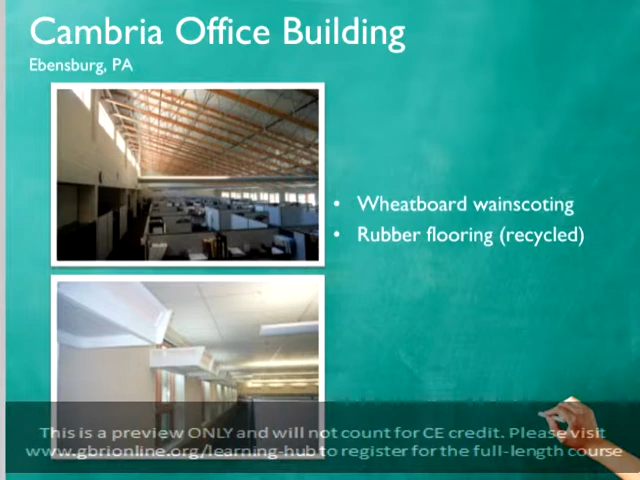 Cambria Office Building
Ebensburg, PA
• Wheatboard wainscoting
• Rubber flooring (recycled)
This is a preview ONLY and will not count for CE credit. Please visit
www.gbrionline.org/learning-hub to register for the full-length course